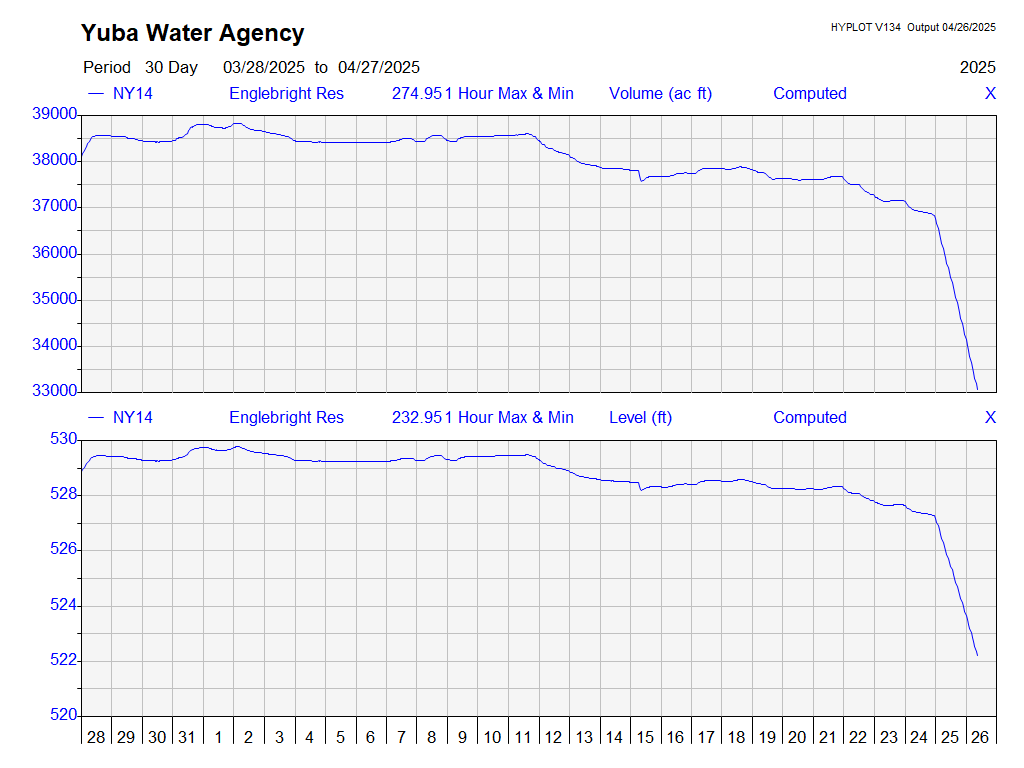 Yuba Water Agency
HYPLOT V134 Output 04/26/2025
Period 30 Day 03/28/2025 to 04/27/2025 2025
NY14 Englebright Res 274.951 Hour Max & Min Volume (ac ft) Computed X
39000
38000
37000
36000
35000
34000
33000
NY14 Englebright Res 232.951 Hour Max & Min Level (ft) Computed X
530
528
526
524
522
520
28 29 30 31 1 2 3 4 5 6 7 8 9 10 11 12 13 14 15 16 17 18 19 20 21 22 23 24 25 26